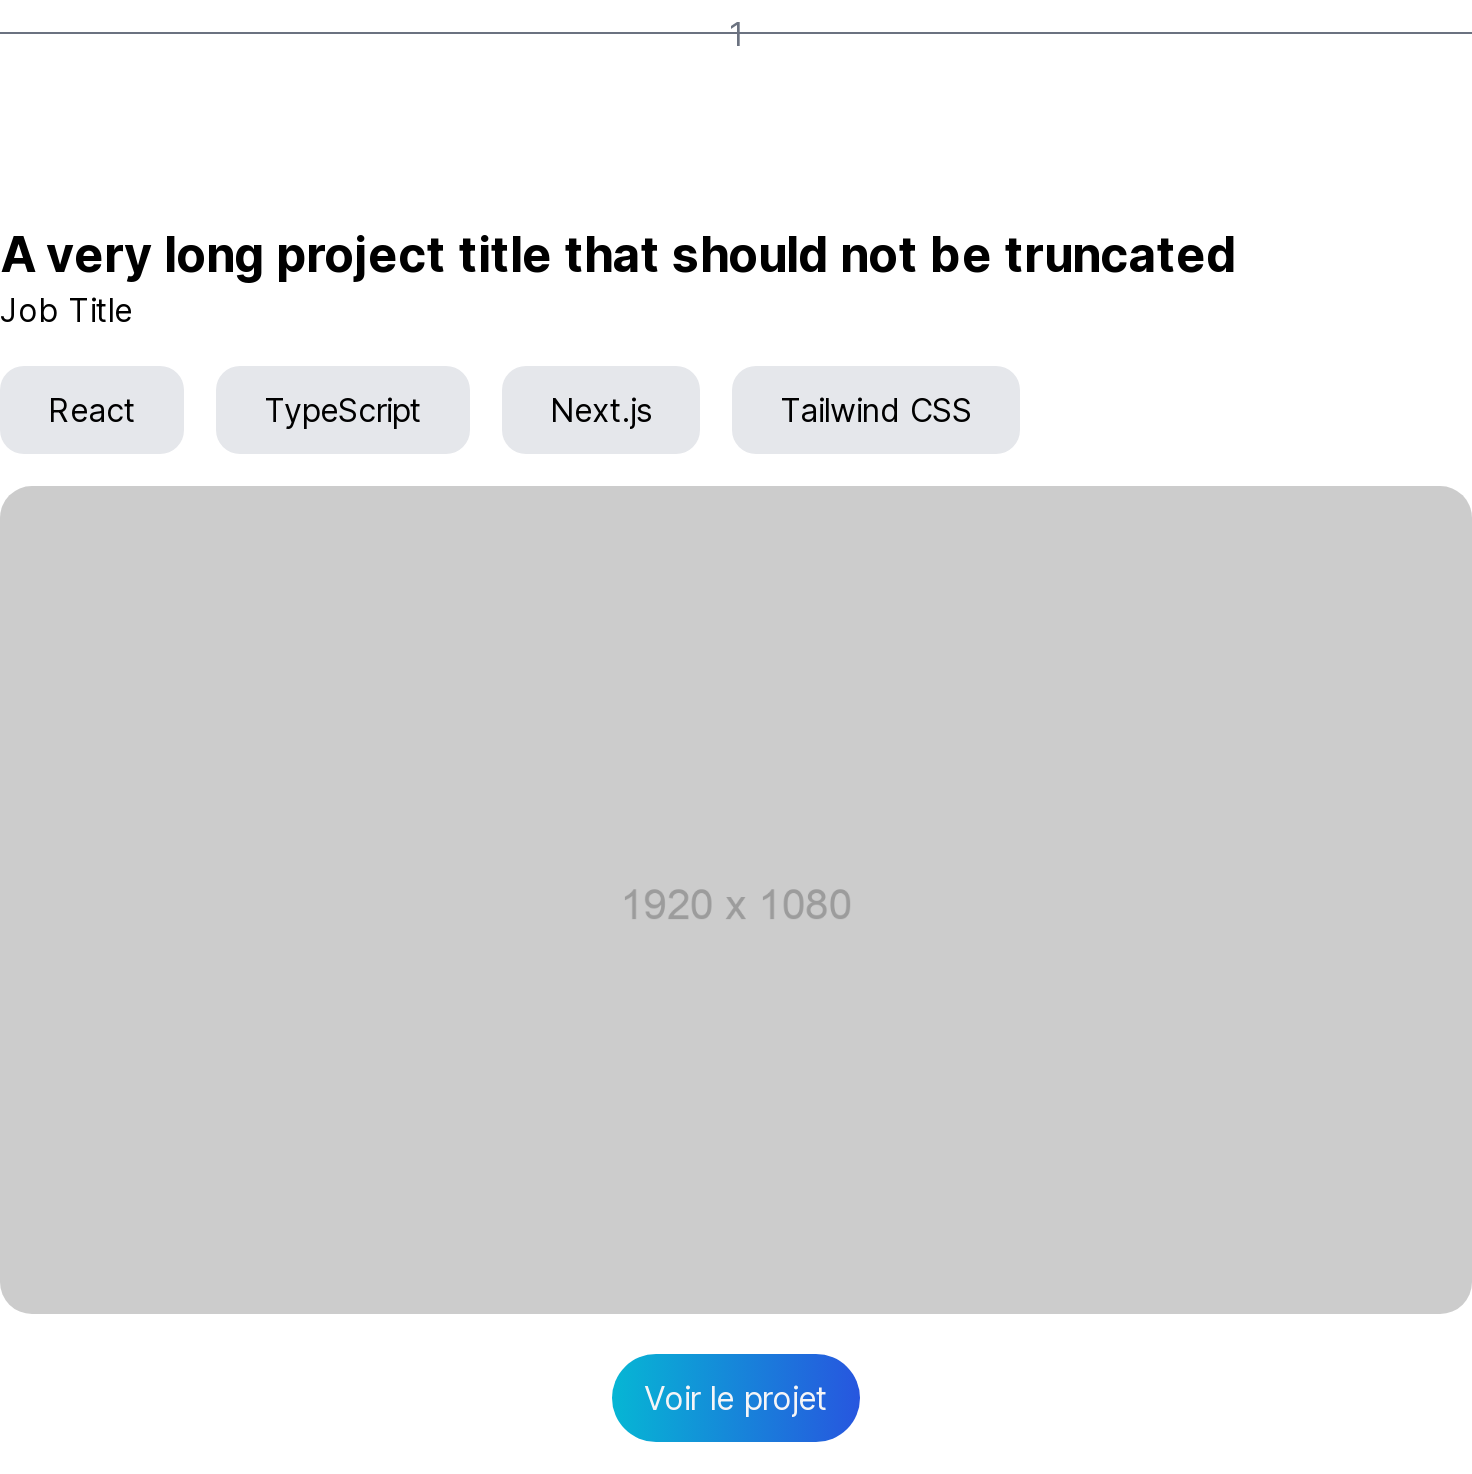 1
A very long project title that should not be truncated
Job Title
React TypeScript Next.js Tailwind CSS
1920 x 1080
Voir le projet